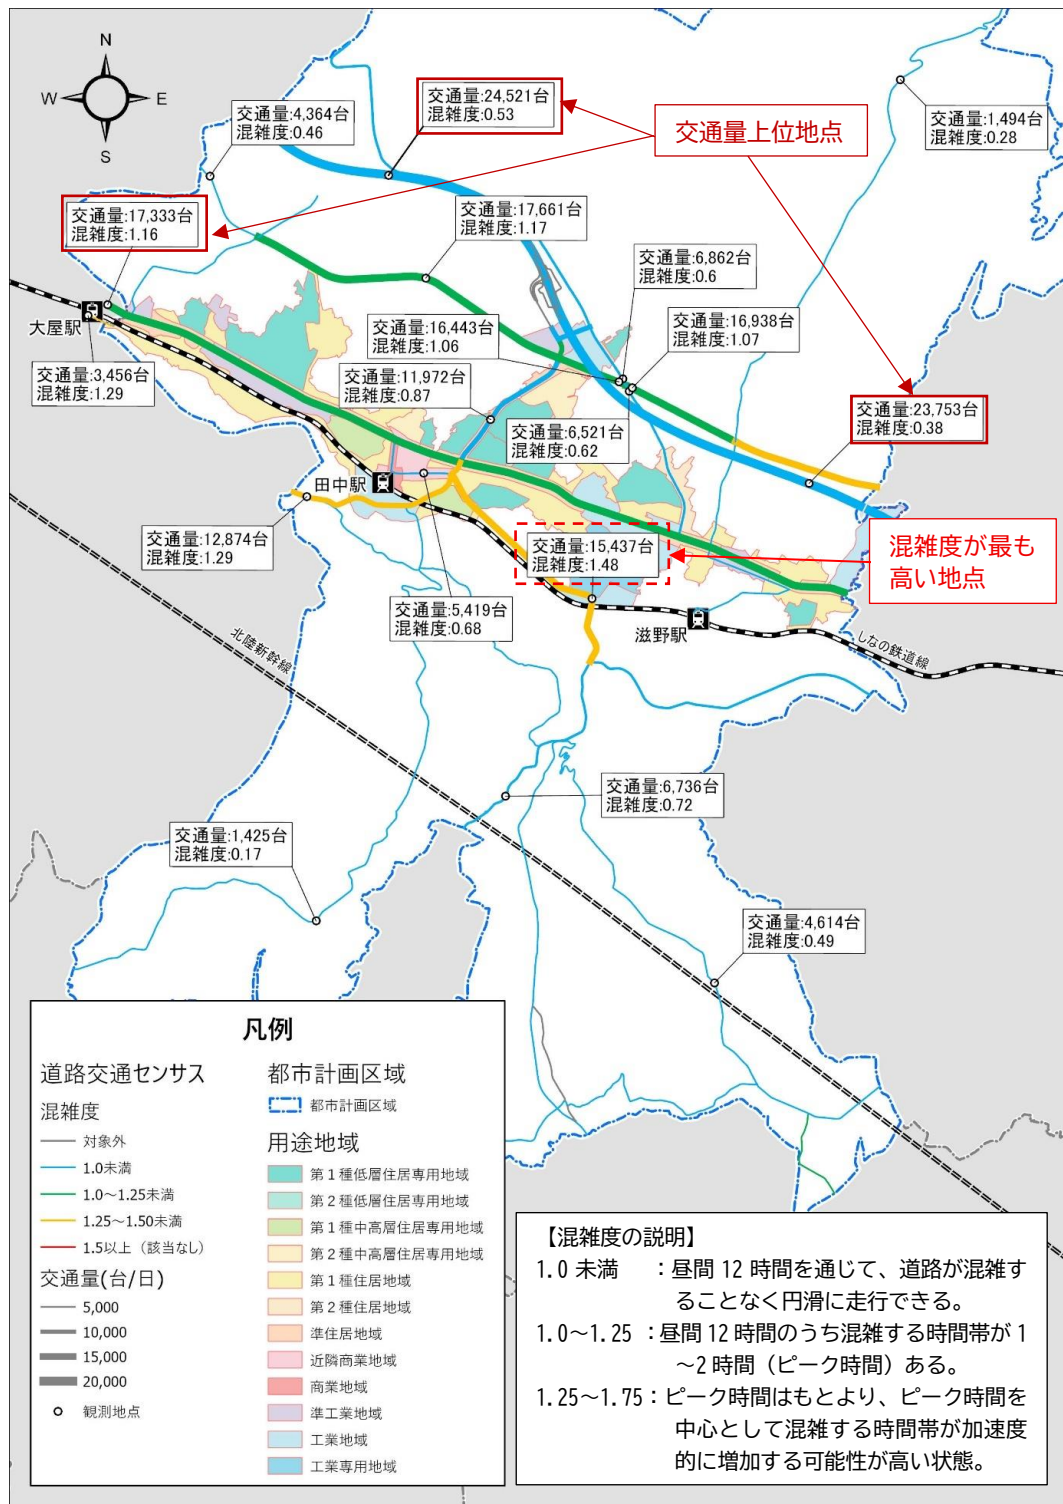 N
W
E
S
交通量:4,364台
混雑度:0.46
交通量:24,521台
混雑度:0.53
交通量上位地点
交通量:1,494台
混雑度:0.28
交通量:17,333台
混雑度:1.16
交通量:17,661台
混雑度:1.17
交通量:6,862台
混雑度:0.6
大屋駅
交通量:16,443台
混雑度:1.06
交通量:16,938台
混雑度:1.07
交通量:3,456台
混雑度:1.29
交通量:11,972台
混雑度:0.87
交通量:23,753台
混雑度:0.38
交通量:6,521台
混雑度:0.62
田中駅
交通量:12,874台
混雑度:1.29
交通量:15,437台
混雑度:1.48
混雑度が最も
高い地点
交通量:5,419台
混雑度:0.68
滋野駅
しなの鉄道線
北陸新幹線
交通量:6,736台
混雑度:0.72
交通量:1,425台
混雑度:0.17
交通量:4,614台
混雑度:0.49
凡例
道路交通センサス
混雑度
対象外
1.0未満
1.0～1.25未満
1.25～1.50未満
1.5以上（該当なし）
交通量(台/日)
5,000
10,000
15,000
20,000
観測地点
都市計画区域
都市計画区域
用途地域
第１種低層住居専用地域
第２種低層住居専用地域
第１種中高層住居専用地域
第２種中高層住居専用地域
第１種住居地域
第２種住居地域
準住居地域
近隣商業地域
商業地域
準工業地域
工業地域
工業専用地域
【混雑度の説明】
1.0 未満　：昼間 12 時間を通じて、道路が混雑す
ることなく円滑に走行できる。
1.0～1.25 ：昼間 12 時間のうち混雑する時間帯が 1
～2 時間（ピーク時間）ある。
1.25～1.75：ピーク時間はもとより、ピーク時間を
中心として混雑する時間帯が加速度
的に増加する可能性が高い状態。